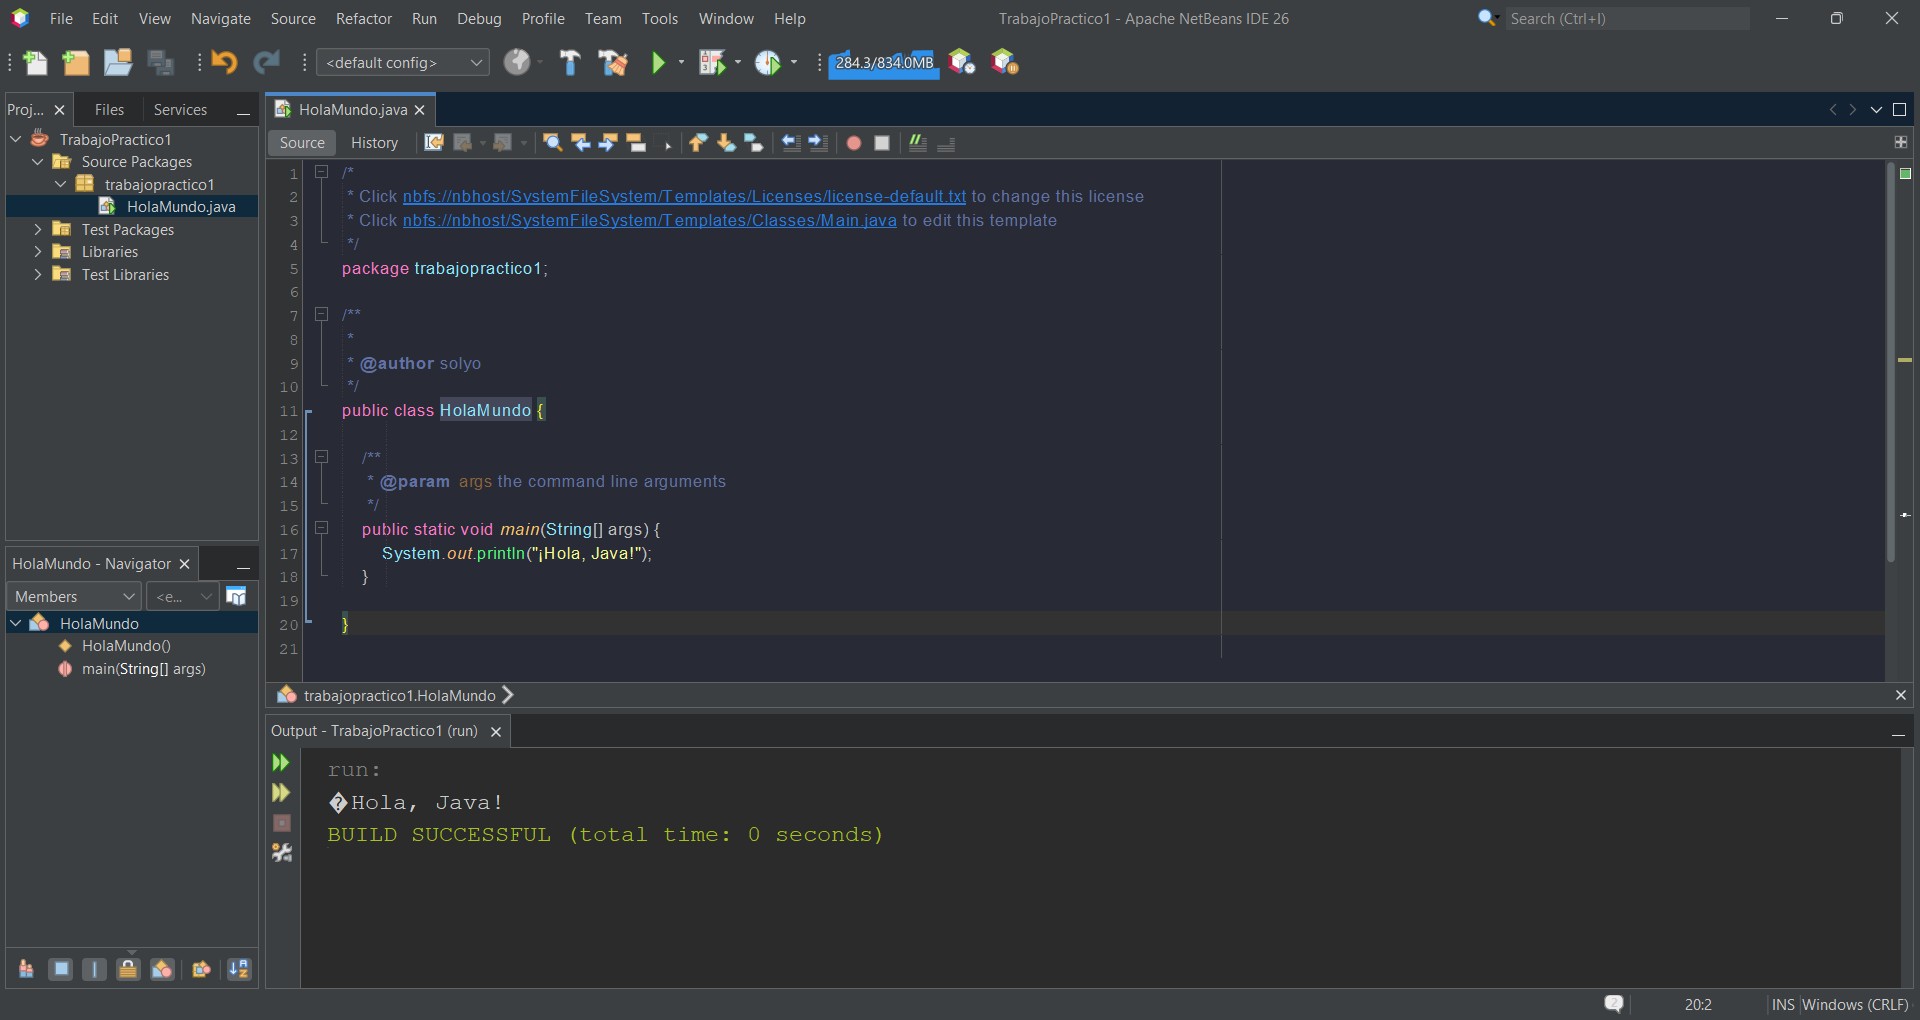 File Edit View Navigate Source Refactor Run Debug Profile Team Tools Window Help
TrabajoPractico1 - Apache NetBeans IDE 26
Search (Ctrl+I)
<default config>
284.3/834.0MB
Proj... Files Services
TrabajoPractico1
Source Packages
trabajopractico1
HolaMundo.java
Test Packages
Libraries
Test Libraries
HolaMundo.java
Source History
1 /*
2 * Click nbfs://nbhost/SystemFileSystem/Templates/Licenses/license-default.txt to change this license
3 * Click nbfs://nbhost/SystemFileSystem/Templates/Classes/Main.java to edit this template
4 */
5 package trabajopractico1;
6
7 /**
8 *
9 * @author solyo
10 */
11 public class HolaMundo {
12
13 /**
14 * @param args the command line arguments
15 */
16 public static void main(String[] args) {
17 System.out.println("¡Hola, Java!");
18 }
19
20 }
21
trabajopractico1.HolaMundo
HolaMundo - Navigator
Members <e...
HolaMundo
HolaMundo()
main(String[] args)
Output - TrabajoPractico1 (run)
run:
�Hola, Java!
BUILD SUCCESSFUL (total time: 0 seconds)
20:2 INS Windows (CRLF)